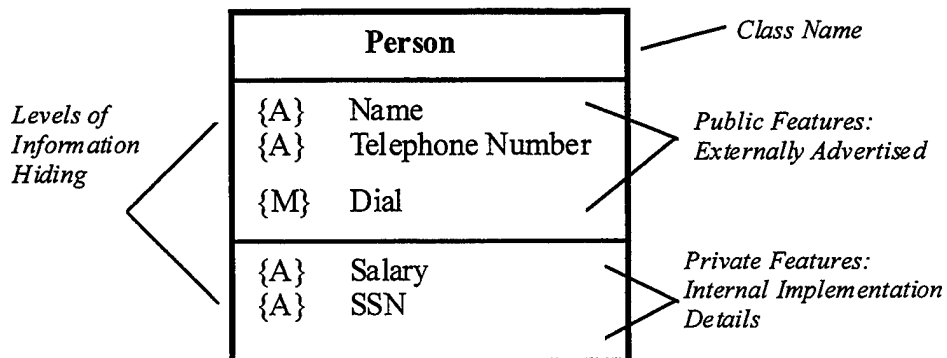 Person
Class Name
Levels of
Information
Hiding
{A} Name
{A} Telephone Number
{M} Dial
Public Features:
Externally Advertised
{A} Salary
{A} SSN
Private Features:
Internal Implementation
Details